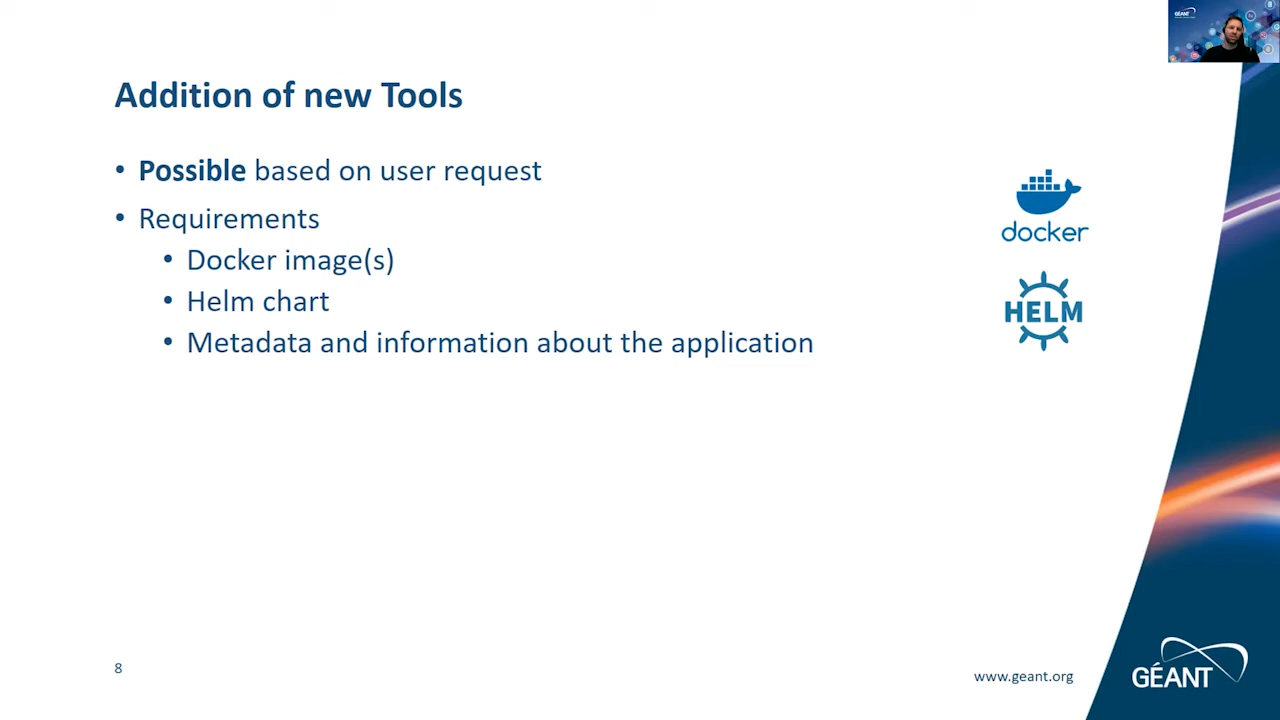 GÉANT
Addition of new Tools
• Possible based on user request
• Requirements
• Docker image(s)
• Helm chart
• Metadata and information about the application
docker
HELM
8
www.geant.org
GÉANT